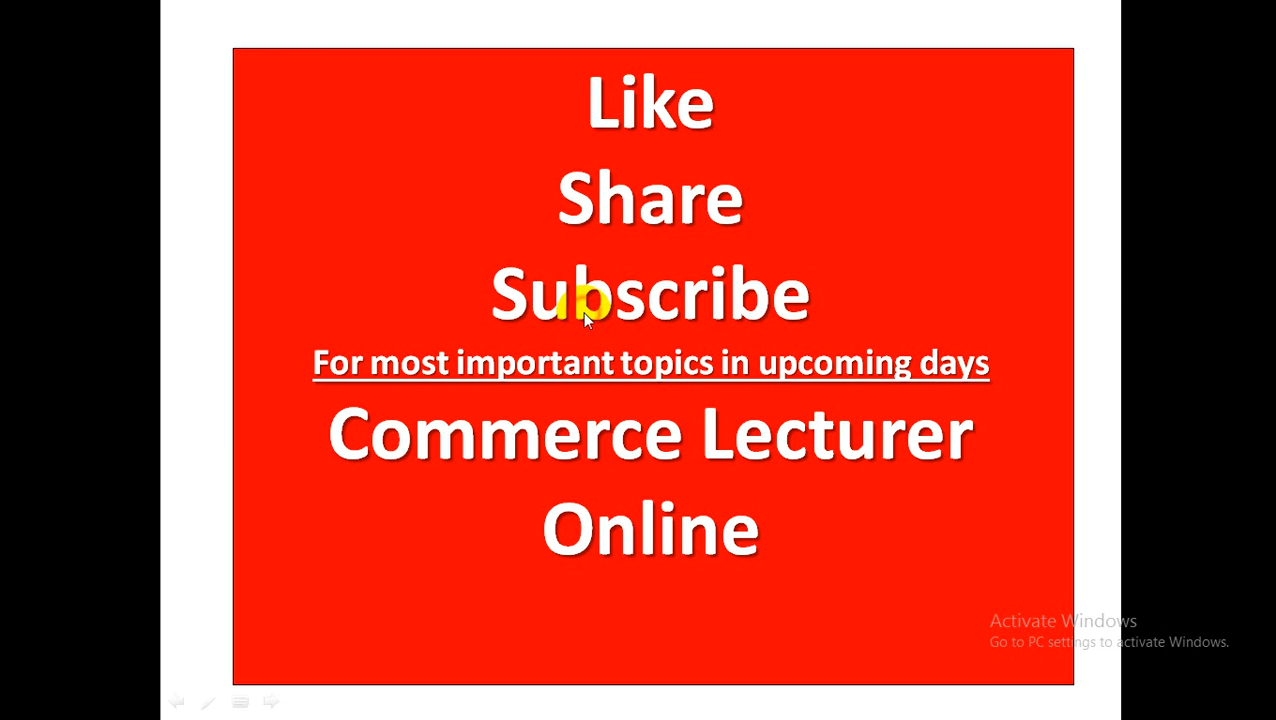 Like
Share
Subscribe
For most important topics in upcoming days
Commerce Lecturer
Online
Activate Windows
Go to PC settings to activate Windows.